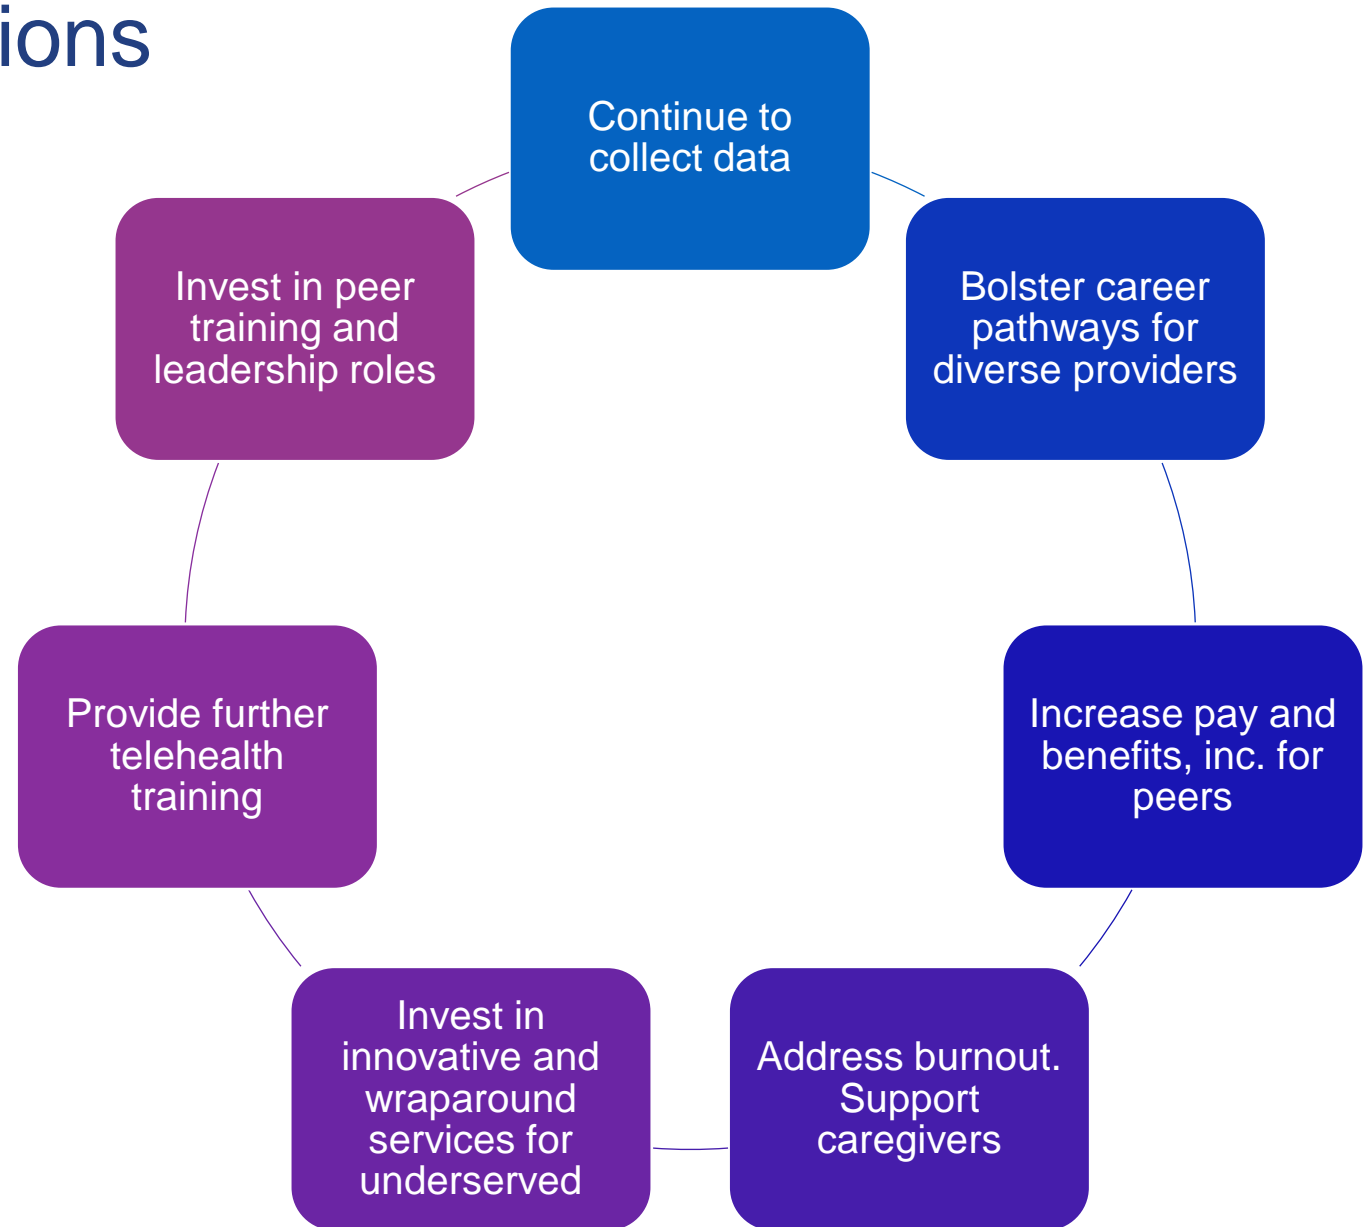 ions
Continue to
collect data
Bolster career
pathways for
diverse providers
Increase pay and
benefits, inc. for
peers
Address burnout.
Support
caregivers
Invest in
innovative and
wraparound
services for
underserved
Provide further
telehealth
training
Invest in peer
training and
leadership roles